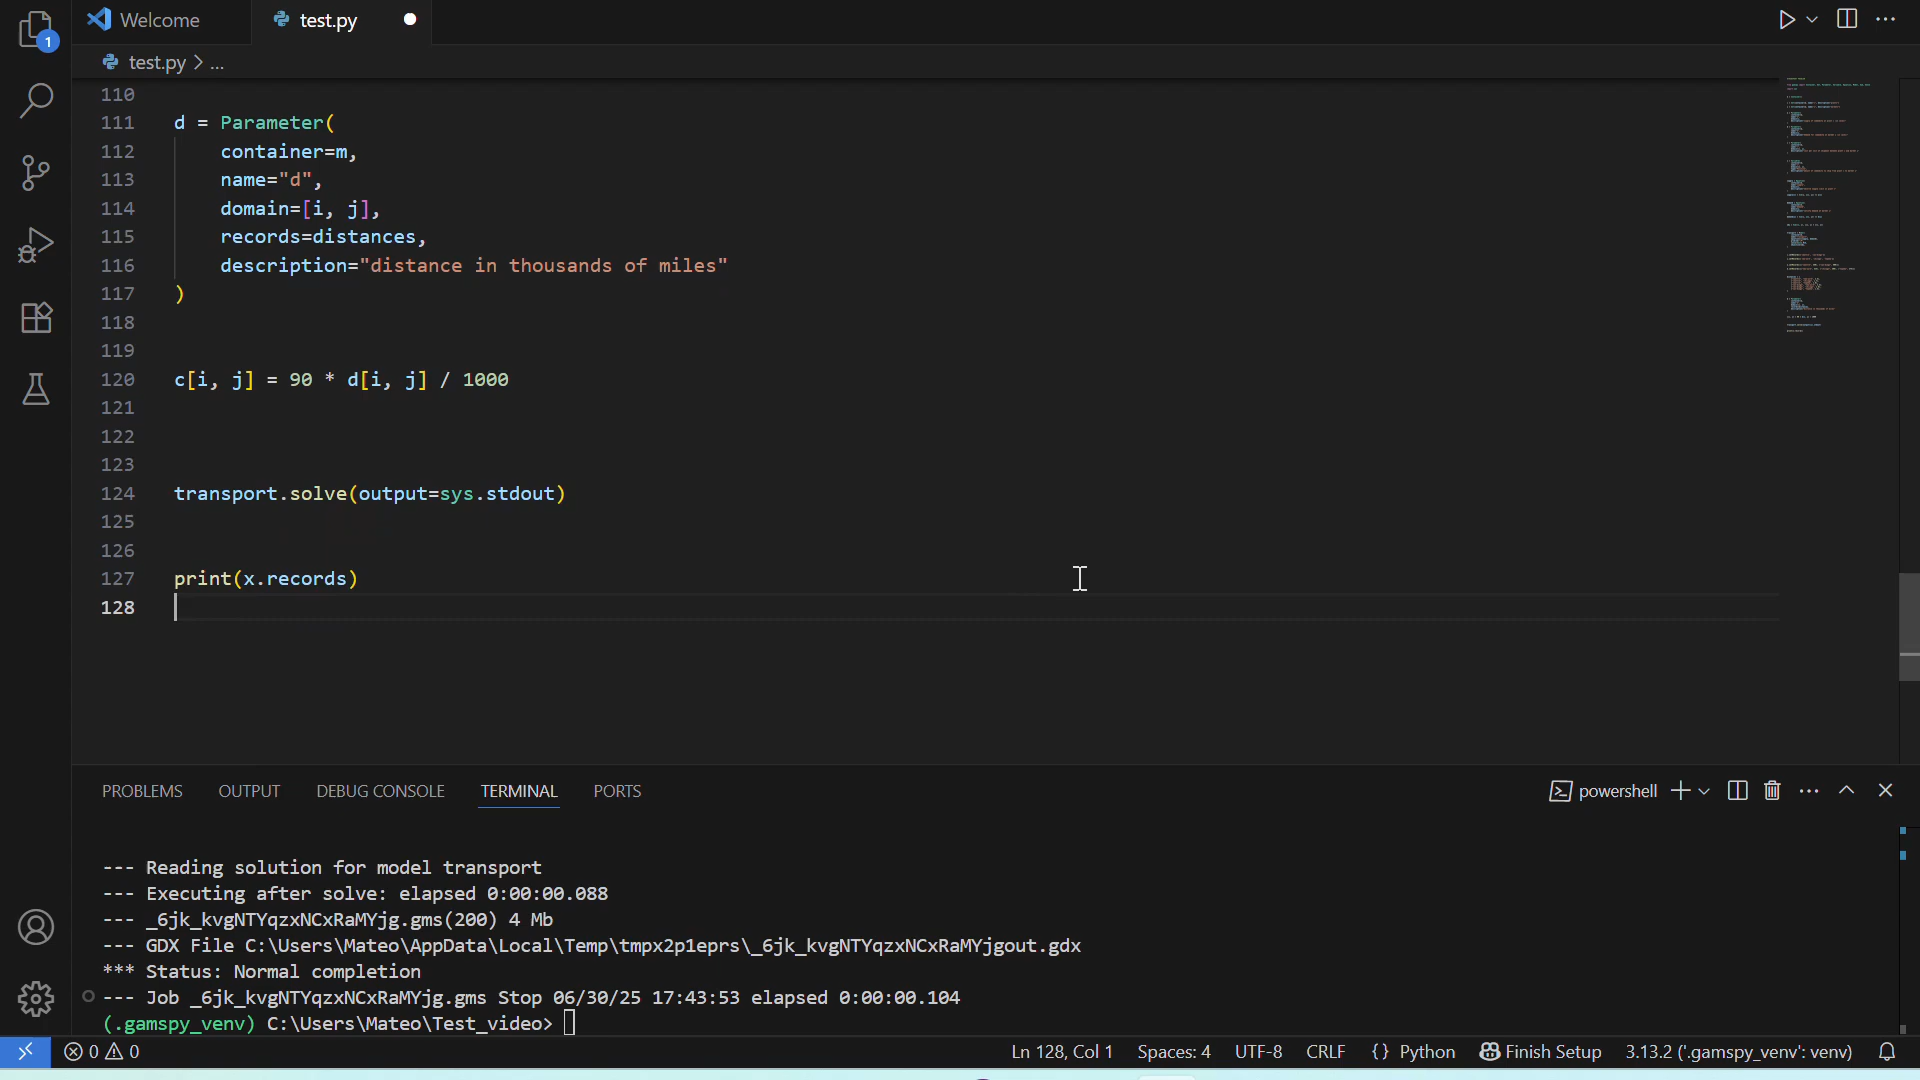 1
Welcome
test.py
test.py > ...
110
111 d = Parameter(
112 container=m,
113 name="d",
114 domain=[i, j],
115 records=distances,
116 description="distance in thousands of miles"
117 )
118
119
120 c[i, j] = 90 * d[i, j] / 1000
121
122
123
124 transport.solve(output=sys.stdout)
125
126
127 print(x.records)
128
PROBLEMS OUTPUT DEBUG CONSOLE TERMINAL PORTS
powershell
--- Reading solution for model transport
--- Executing after solve: elapsed 0:00:00.088
--- _6jk_kvgNTYqzxNCxRaMYjg.gms(200) 4 Mb
--- GDX File C:\Users\Mateo\AppData\Local\Temp\tmpx2p1eprs\_6jk_kvgNTYqzxNCxRaMYjgout.gdx
*** Status: Normal completion
--- Job _6jk_kvgNTYqzxNCxRaMYjg.gms Stop 06/30/25 17:43:53 elapsed 0:00:00.104
(.gamspy_venv) C:\Users\Mateo\Test_video>
0 0 Ln 128, Col 1 Spaces: 4 UTF-8 CRLF {} Python Finish Setup 3.13.2 ('.gamspy_venv': venv)